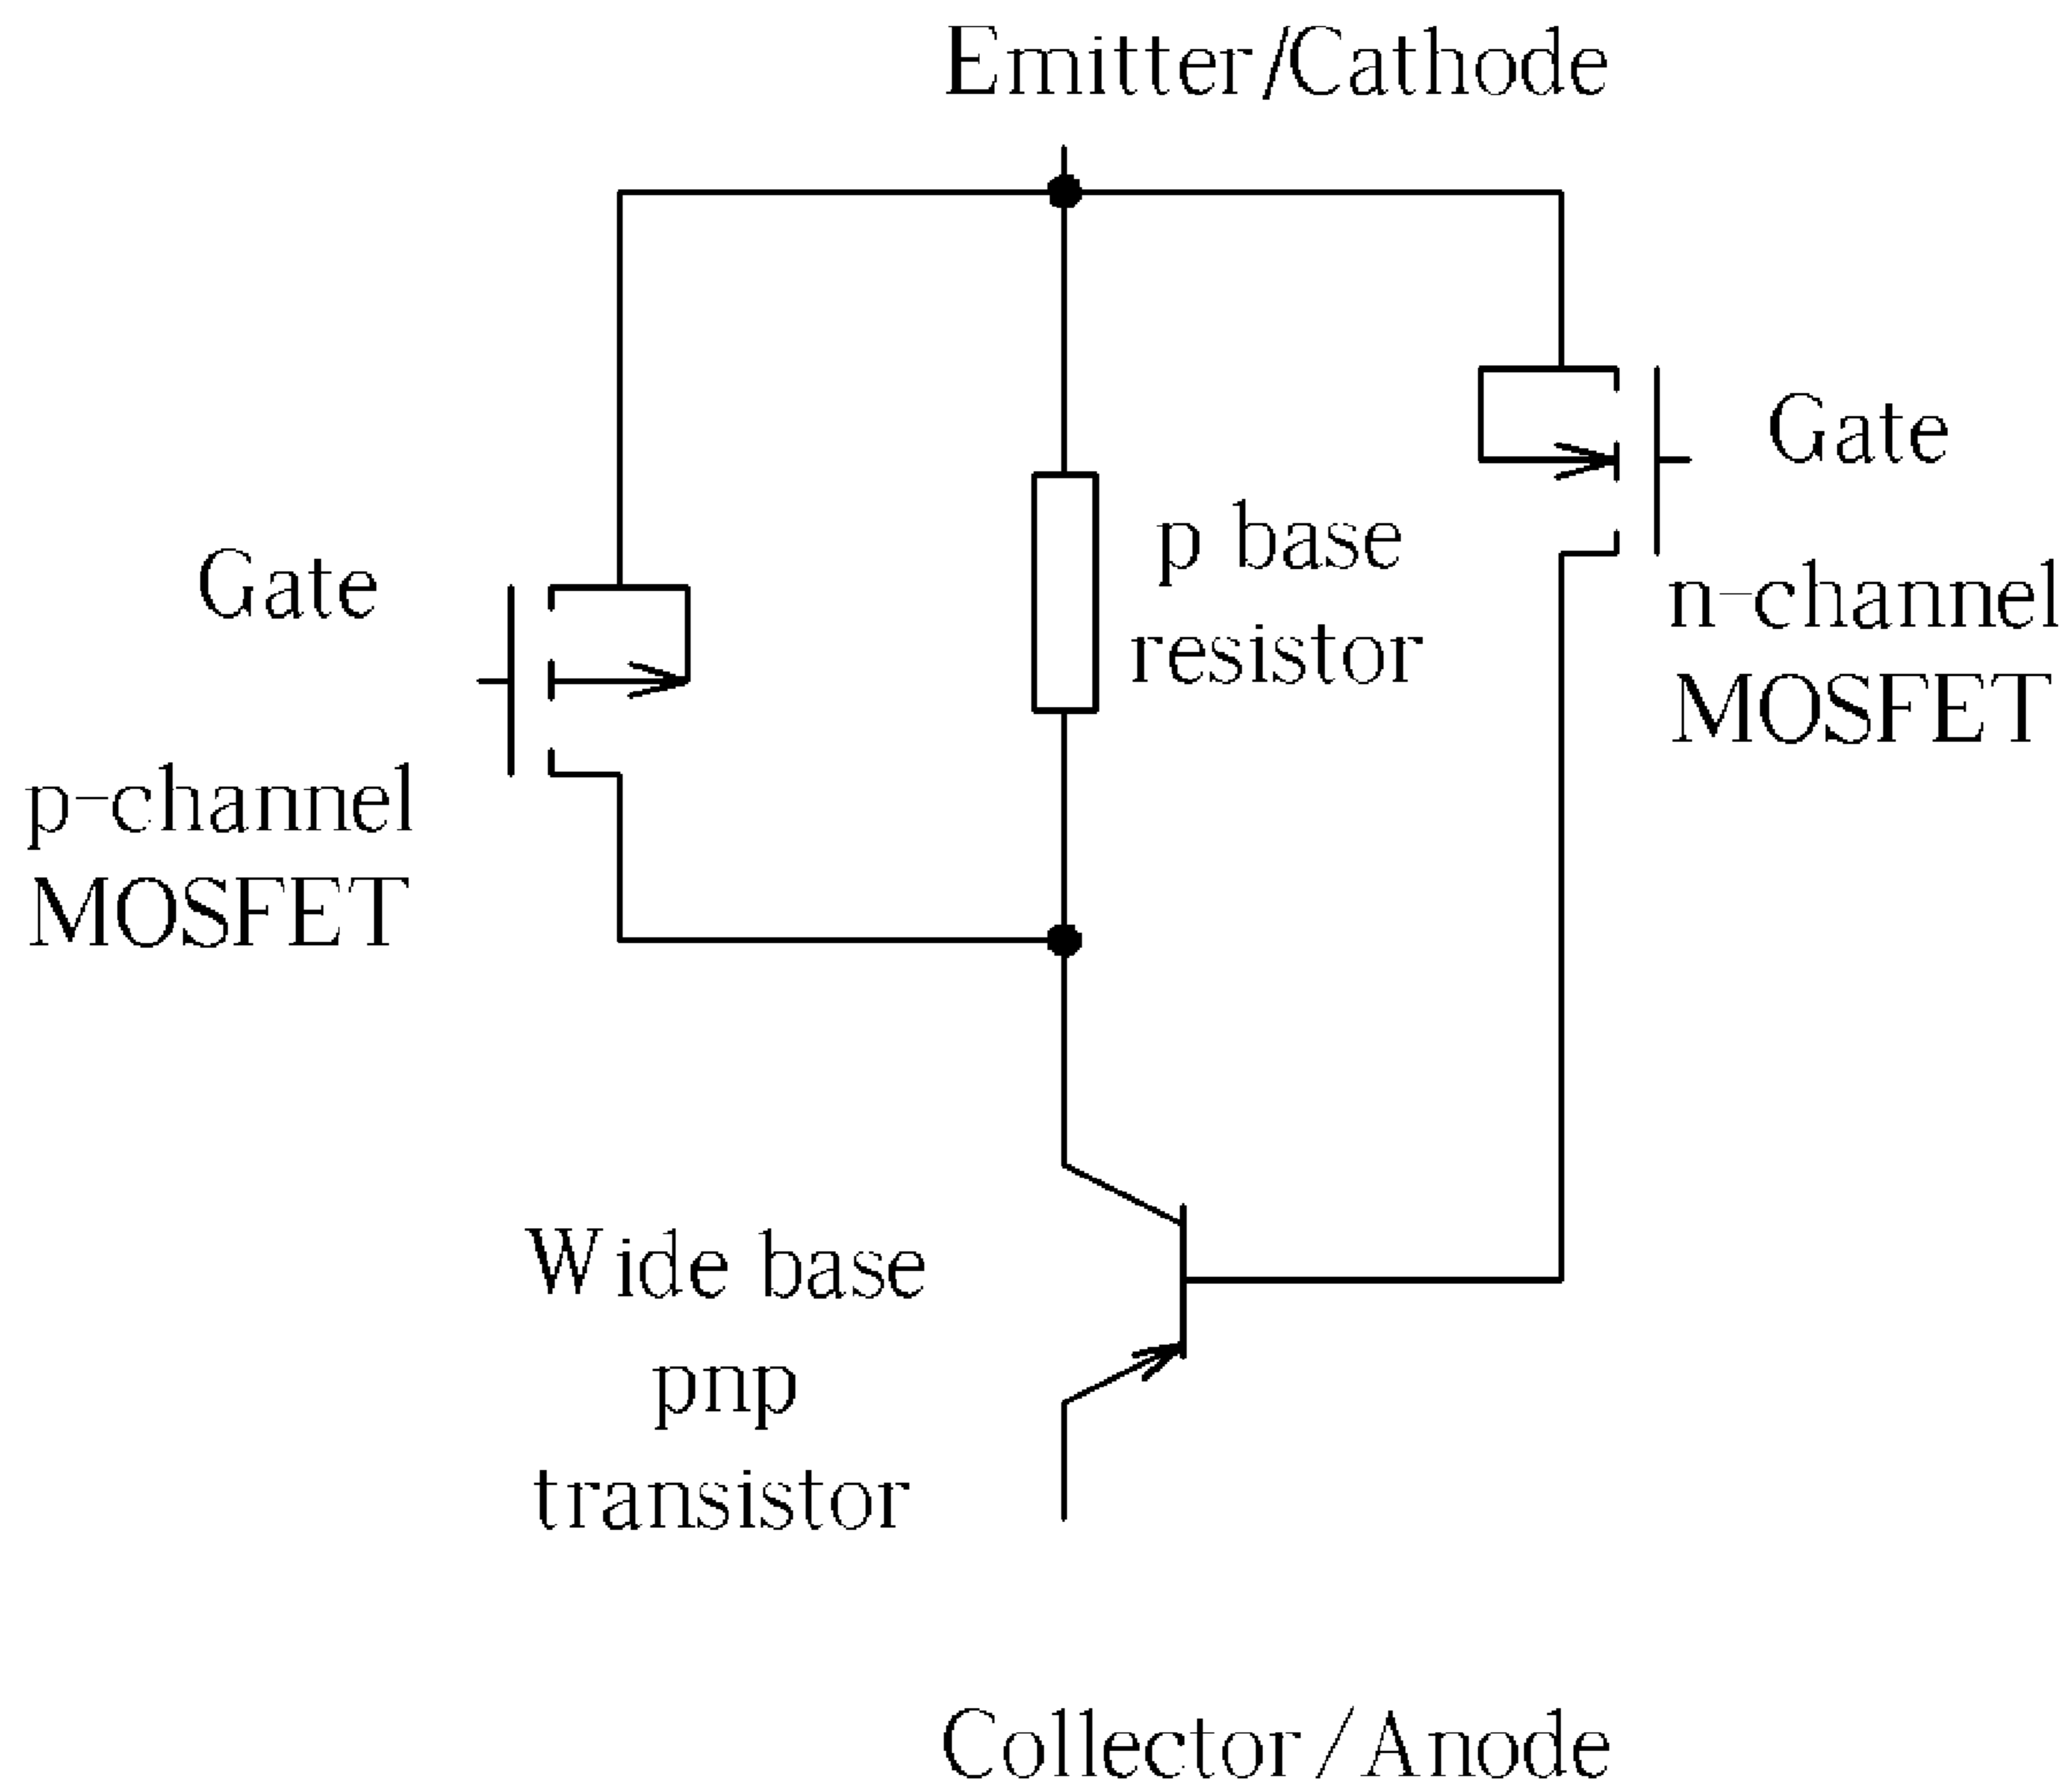 Emitter/Cathode
Gate
p-channel
MOSFET
p base
resistor
Gate
n-channel
MOSFET
Wide base
pnp
transistor
Collector/Anode